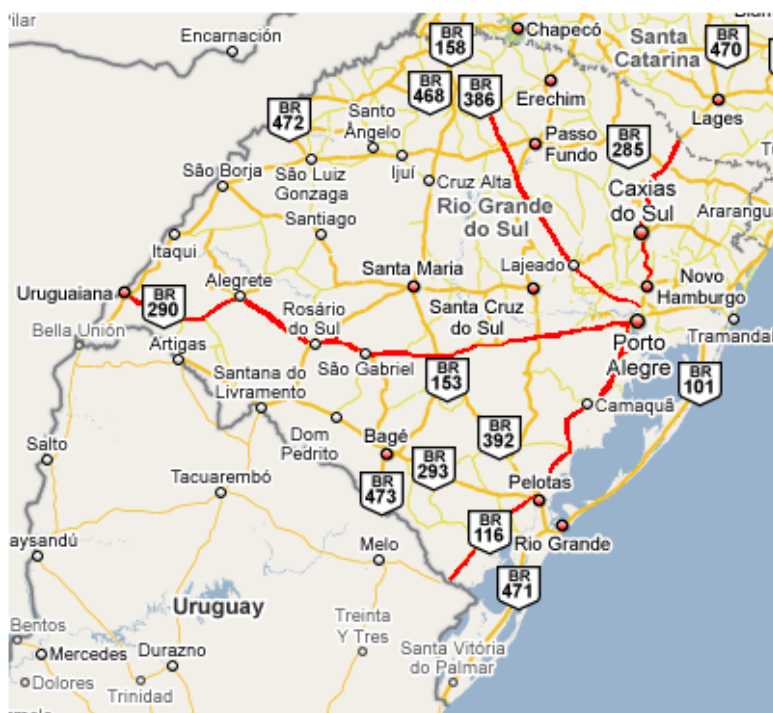 Pilar
Encarnación
BR
158
Chapecó
Santa
Catarina
BR
470
BR
468
BR
386
Erechim
Lages
BR
472
Santo
Ângelo
Passo
Fundo
BR
285
São Luiz
Gonzaga
Ijuí
Cruz Alta
São Borja
Caxias
do Sul
Rio Grande
do Sul
Santiago
Itaqui
Lajeado
Santa Maria
Novo
Hamburgo
Uruguaiana
BR
290
Alegrete
Rosário
do Sul
Santa Cruz
do Sul
Tramandaí
Bella Unión
Artigas
São Gabriel
Porto
Alegre
BR
153
BR
101
Santana do
Livramento
Camaquã
Dom
Pedrito
Bagé
BR
392
BR
293
Salto
BR
473
Tacuarembó
Pelotas
BR
116
Rio Grande
aysandú
Melo
BR
471
Uruguay
Treinta
Y Tres
Bentos
Mercedes
Durazno
Santa Vitória
do Palmar
Dolores
Trinidad